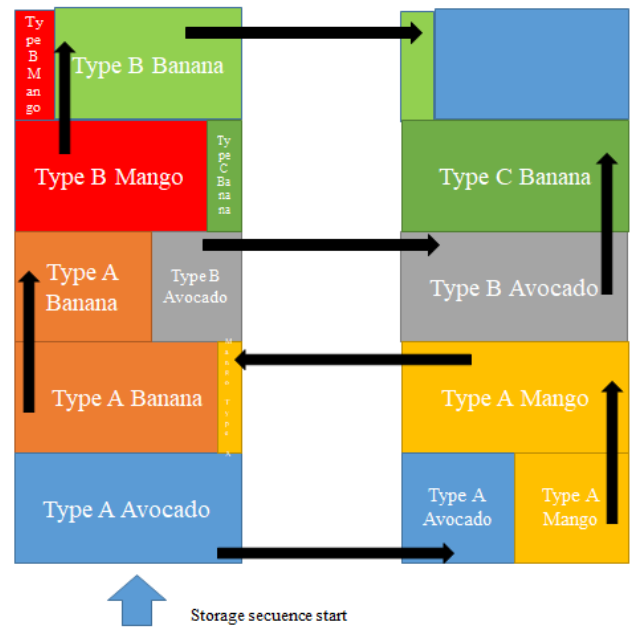 Ty
pe
B
M
an
go
Type B Banana
Type B Mango
Ty
pe
C
Ba
na
na
Type C Banana
Type A
Banana
Type B
Avocado
Type B Avocado
Type A Banana
M
a
n
g
o
T
y
p
e
A
Type A Mango
Type A Avocado
Type A
Avocado
Type A
Mango
Storage secuence start